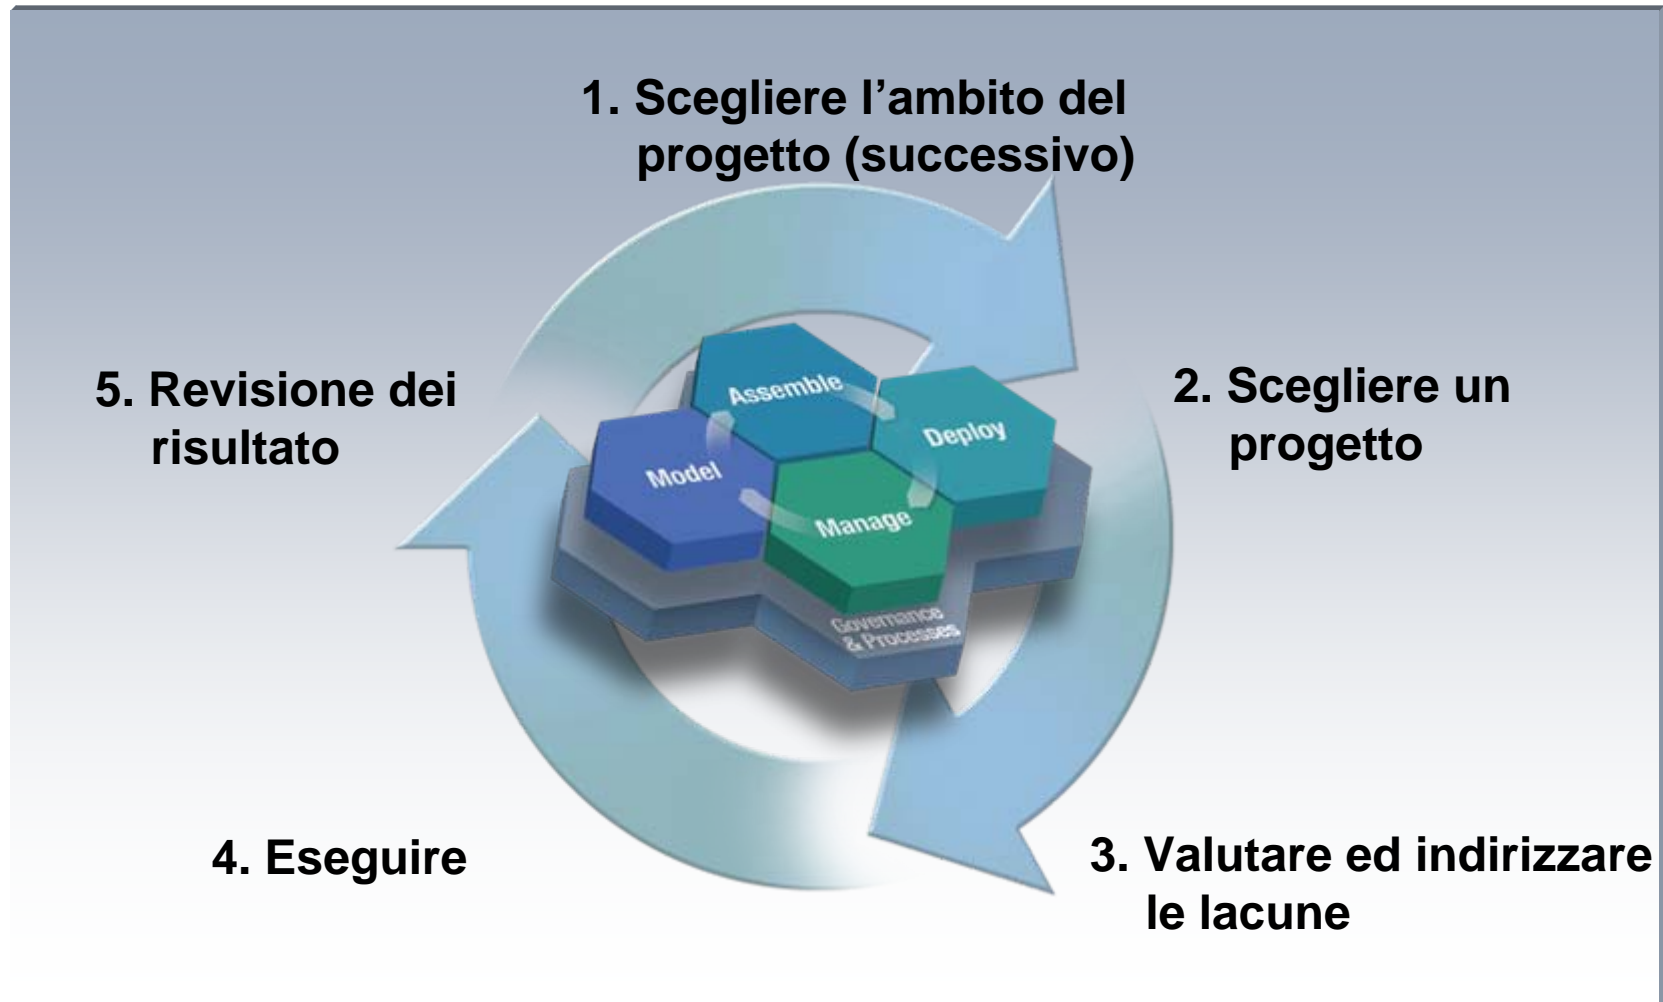 1. Scegliere l’ambito del
progetto (successivo)
5. Revisione dei
risultato
2. Scegliere un
progetto
Assemble
Deploy
Model
Manage
Governance
& Processes
4. Eseguire
3. Valutare ed indirizzare
le lacune